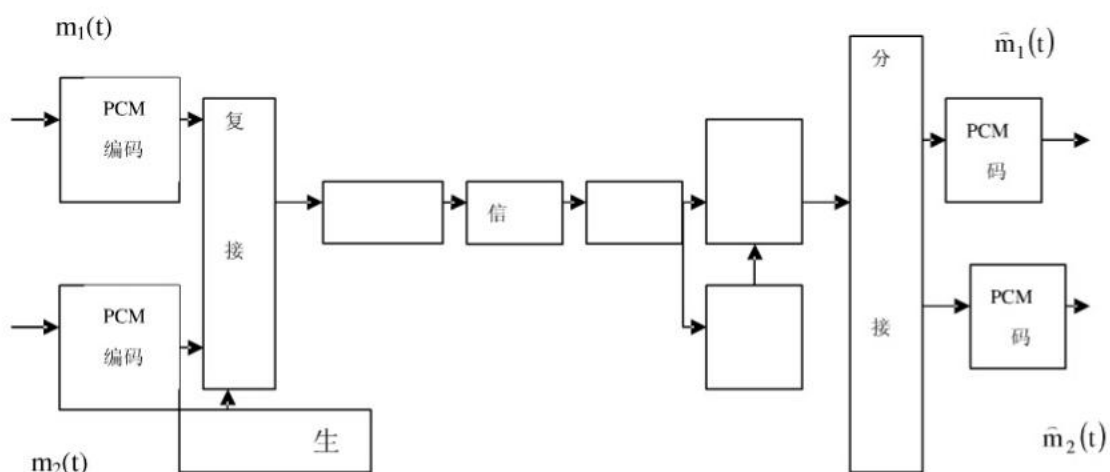 m₁(t)
PCM
编码
复
接
PCM
编码
m₂(t)
生
信
分
接
m̂₁(t)
PCM
码
PCM
码
m̂₂(t)